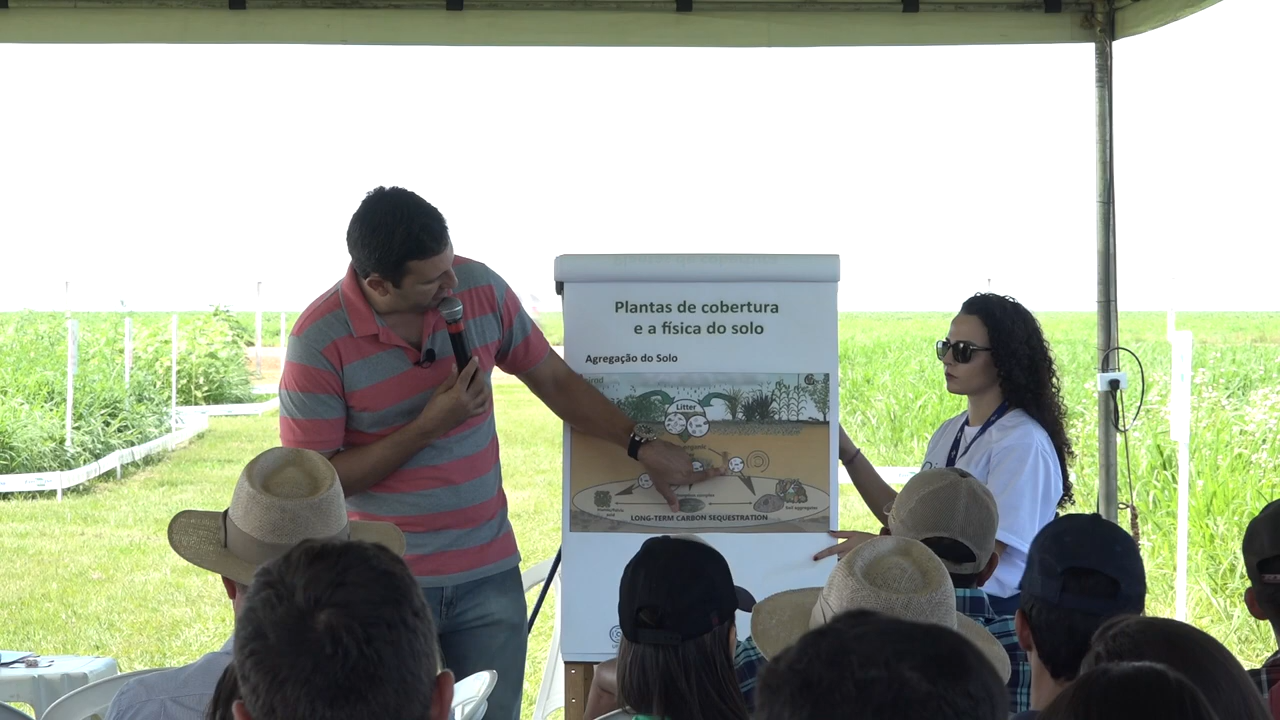 Plantas de cobertura
e a física do solo
Agregação do Solo
Litter
LONG-TERM CARBON SEQUESTRATION